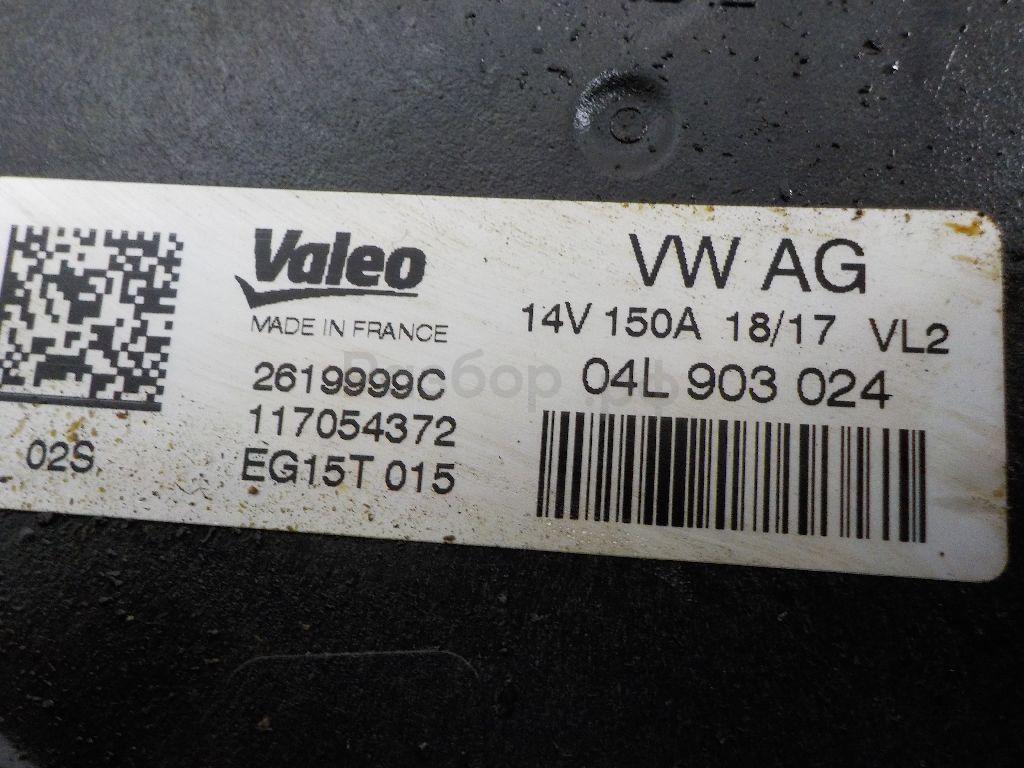 Valeo
MADE IN FRANCE
2619999C
117054372
EG15T 015
02S
VW AG
14V 150A 18/17 VL2
04L 903 024